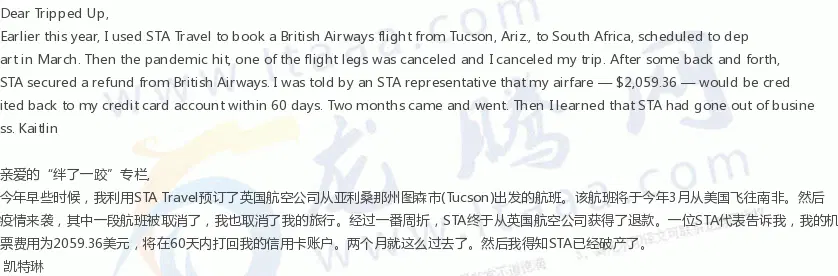 Dear Tripped Up,
Earlier this year, I used STA Travel to book a British Airways flight from Tucson, Ariz., to South Africa, scheduled to dep
art in March. Then the pandemic hit, one of the flight legs was canceled and I canceled my trip. After some back and forth,
STA secured a refund from British Airways. I was told by an STA representative that my airfare — $2,059.36 — would be cred
ited back to my credit card account within 60 days. Two months came and went. Then I learned that STA had gone out of busine
ss. Kaitlin
亲爱的“绊了一跤”专栏,
今年早些时候，我利用STA Travel预订了英国航空公司从亚利桑那州图森市(Tucson)出发的航班。该航班将于今年3月从美国飞往南非。然后
疫情来袭，其中一段航班被取消了，我也取消了我的旅行。经过一番周折，STA终于从英国航空公司获得了退款。一位STA代表告诉我，我的机
票费用为2059.36美元，将在60天内打回我的信用卡账户。两个月就这么过去了。然后我得知STA已经破产了。
凯特琳
www.ltaaa.com
龙腾网